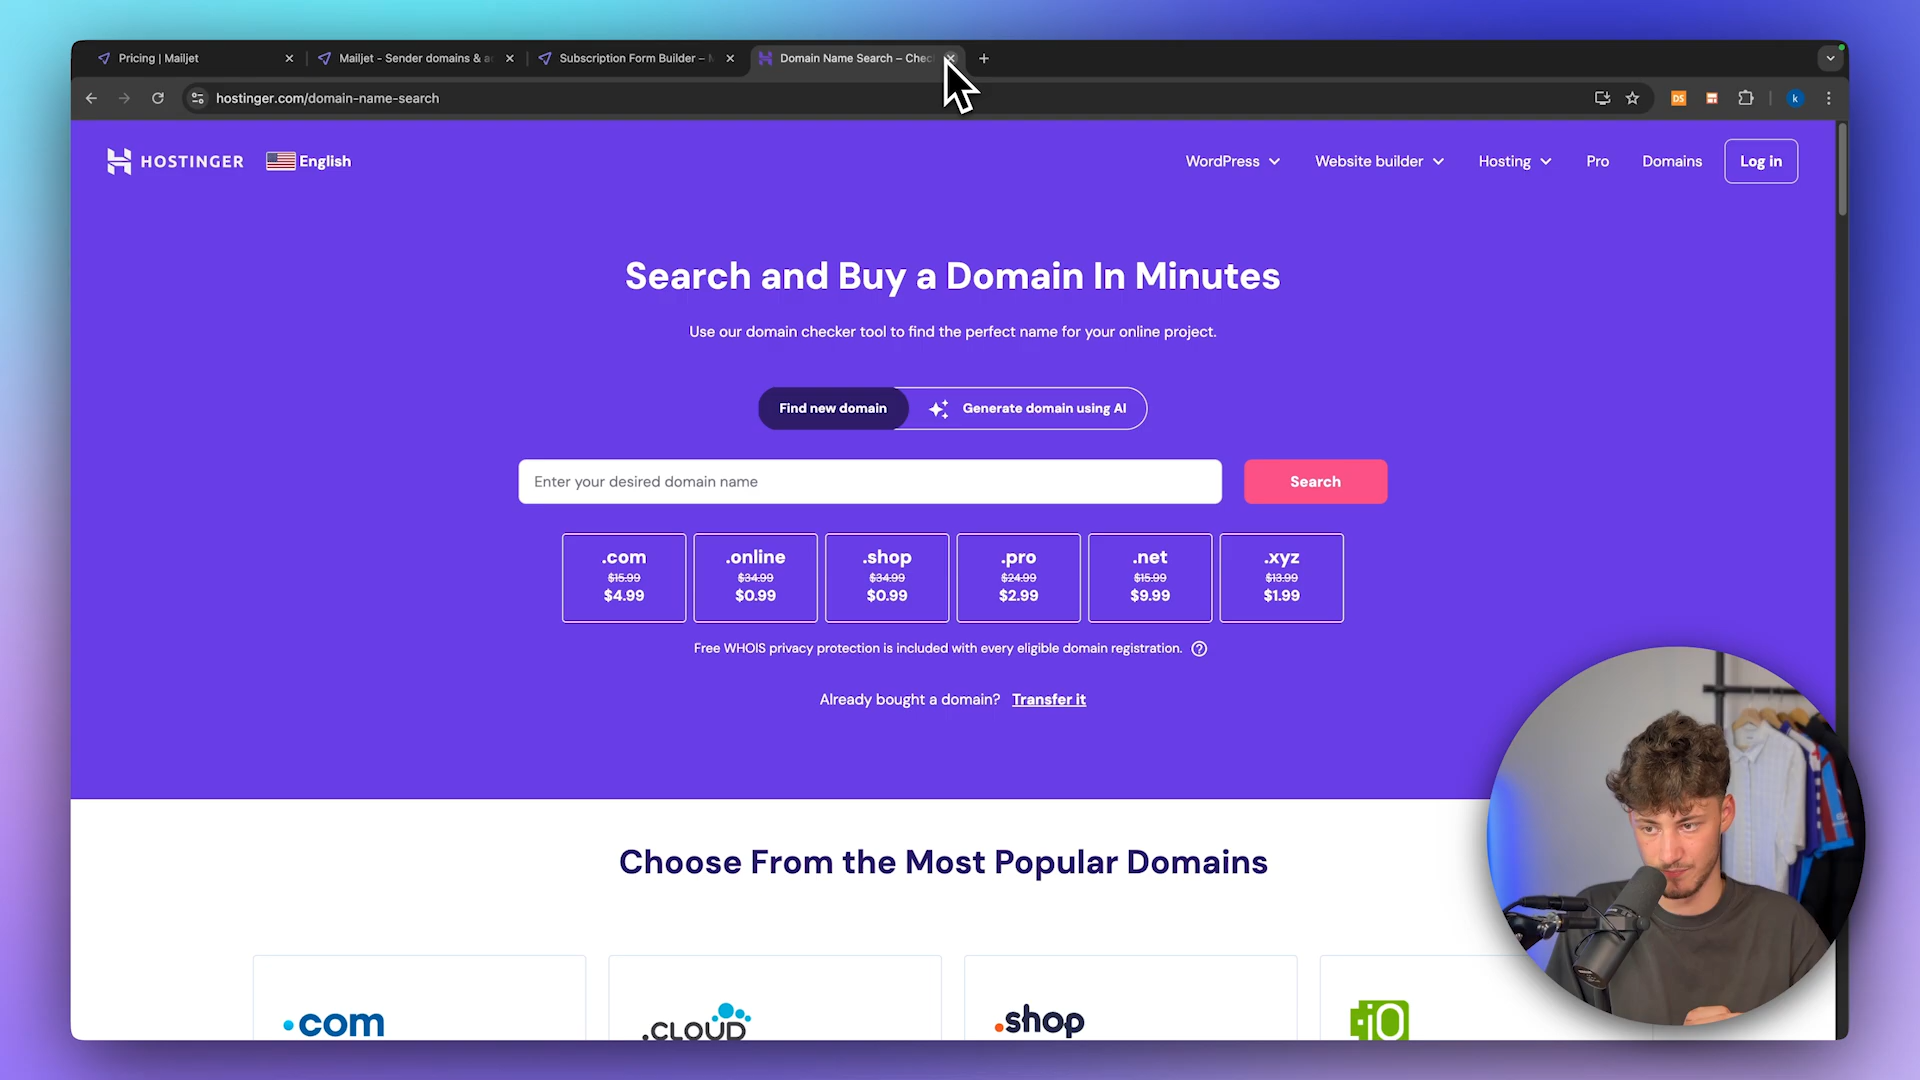 Pricing | Mailjet
Mailjet - Sender domains & a
Subscription Form Builder –
Domain Name Search – Chec
hostinger.com/domain-name-search
DS
k
HOSTINGER
English
WordPress
Website builder
Hosting
Pro
Domains
Log in
Search and Buy a Domain In Minutes
Use our domain checker tool to find the perfect name for your online project.
Find new domain
Generate domain using AI
Enter your desired domain name
Search
.com
$15.99
$4.99
.online
$34.99
$0.99
.shop
$34.99
$0.99
.pro
$24.99
$2.99
.net
$15.99
$9.99
.xyz
$13.99
$1.99
Free WHOIS privacy protection is included with every eligible domain registration.
Already bought a domain? Transfer it
Choose From the Most Popular Domains
.com
.CLOUD
.shop
.iO